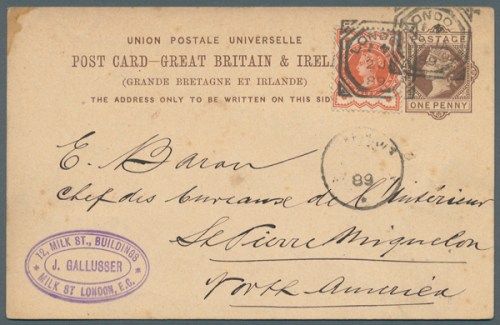 UNION POSTALE UNIVERSELLE
POST CARD—GREAT BRITAIN & IREL
(GRANDE BRETAGNE ET IRLANDE)
THE ADDRESS ONLY TO BE WRITTEN ON THIS SID
LONDON
89
LONDO
POSTAGE
ONE PENNY
E. Baron
Chef des bureaux de l'Intérieur
St Pierre Miquelon
North America
89
12, MILK ST., BUILDINGS
J. GALLUSSER
MILK ST LONDON, E.C.